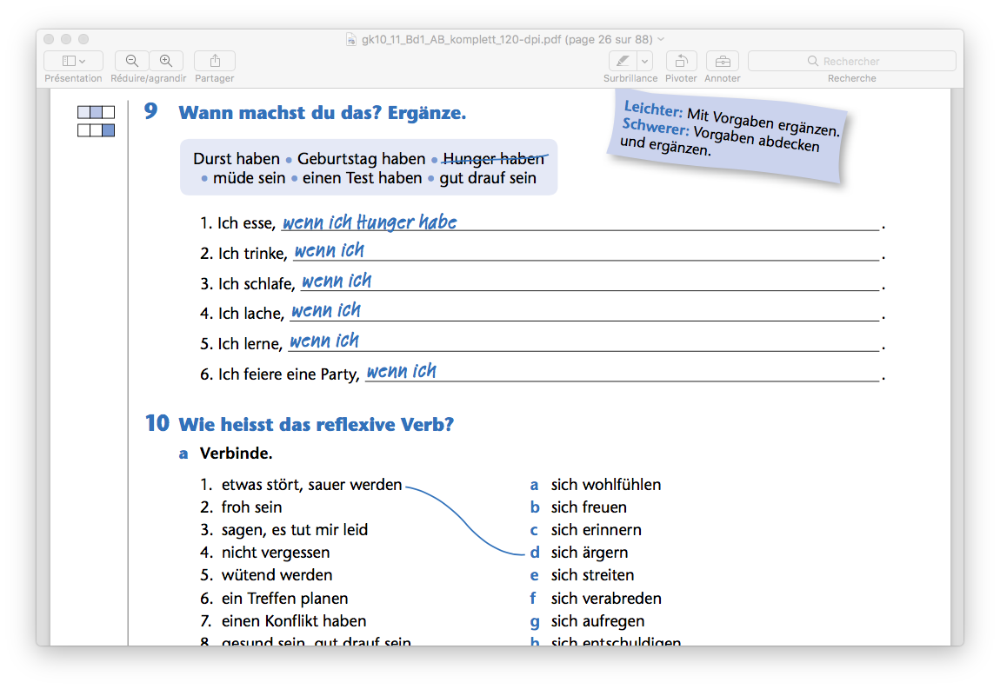 gk10_11_Bd1_AB_komplett_120-dpi.pdf (page 26 sur 88)
Présentation Réduire/agrandir Partager Surbrillance Pivoter Annoter Rechercher Recherche
9 Wann machst du das? Ergänze.
Leichter: Mit Vorgaben ergänzen.
Schwerer: Vorgaben abdecken
und ergänzen.
Durst haben • Geburtstag haben • Hunger haben
• müde sein • einen Test haben • gut drauf sein
1. Ich esse, wenn ich Hunger habe.
2. Ich trinke, wenn ich .
3. Ich schlafe, wenn ich .
4. Ich lache, wenn ich .
5. Ich lerne, wenn ich .
6. Ich feiere eine Party, wenn ich .
10 Wie heisst das reflexive Verb?
a Verbinde.
1. etwas stört, sauer werden a sich wohlfühlen
2. froh sein b sich freuen
3. sagen, es tut mir leid c sich erinnern
4. nicht vergessen d sich ärgern
5. wütend werden e sich streiten
6. ein Treffen planen f sich verabreden
7. einen Konflikt haben g sich aufregen
8. gesund sein, gut drauf sein h sich entschuldigen